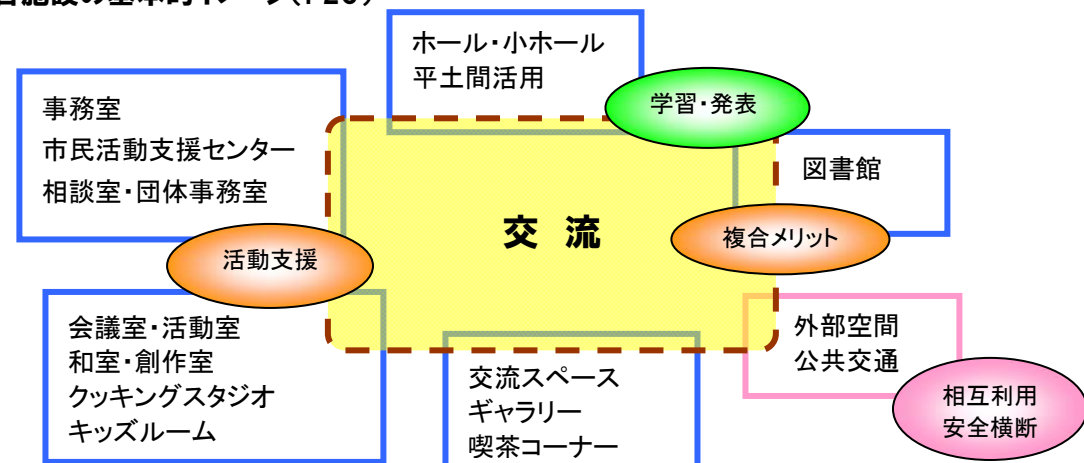 ホール・小ホール
平土間活用
学習・発表
事務室
市民活動支援センター
相談室・団体事務室
図書館
交 流
複合メリット
活動支援
会議室・活動室
和室・創作室
クッキングスタジオ
キッズルーム
交流スペース
ギャラリー
喫茶コーナー
外部空間
公共交通
相互利用
安全横断